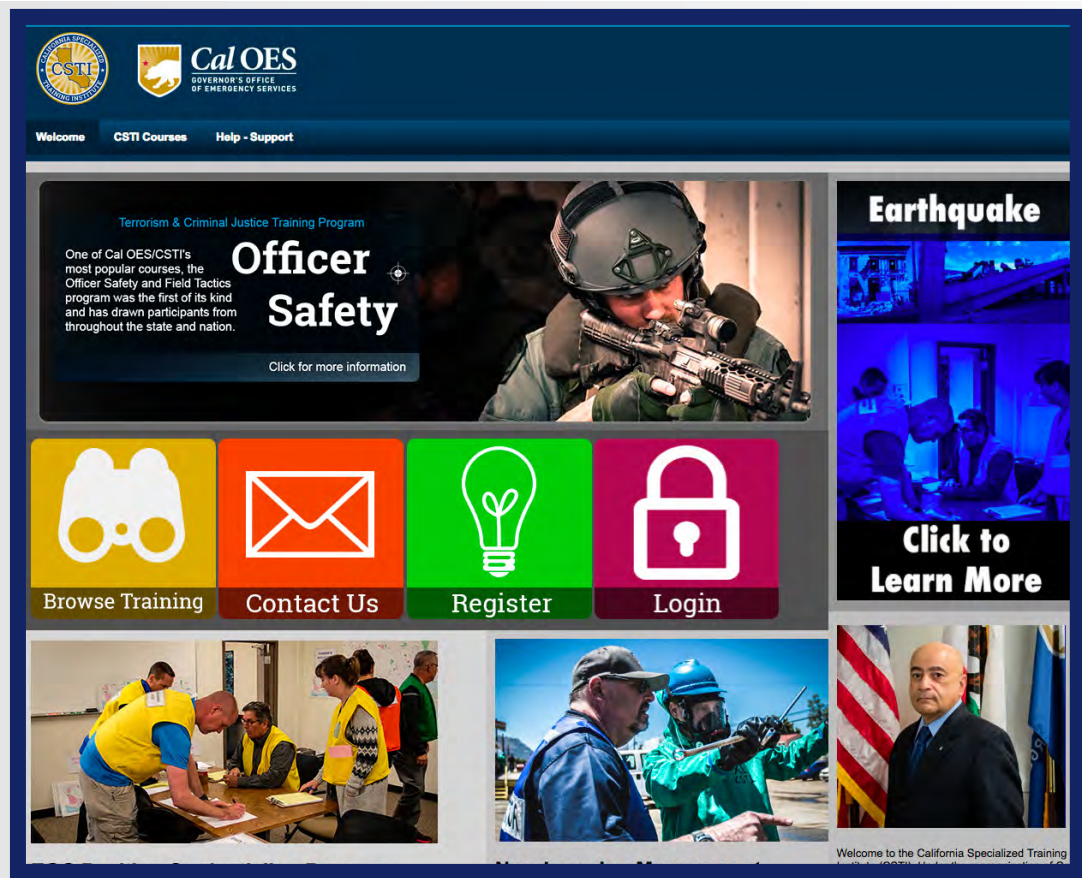 CALIFORNIA SPECIALIZED
CSTI
TRAINING INSTITUTE
Cal OES
GOVERNOR'S OFFICE
OF EMERGENCY SERVICES
Welcome
CSTI Courses
Help - Support
Terrorism & Criminal Justice Training Program
One of Cal OES/CSTI's
most popular courses, the
Officer Safety and Field Tactics
program was the first of its kind
and has drawn participants from
throughout the state and nation.
Officer
Safety
Click for more information
Earthquake
Click to
Learn More
Browse Training
Contact Us
Register
Login
Welcome to the California Specialized Training